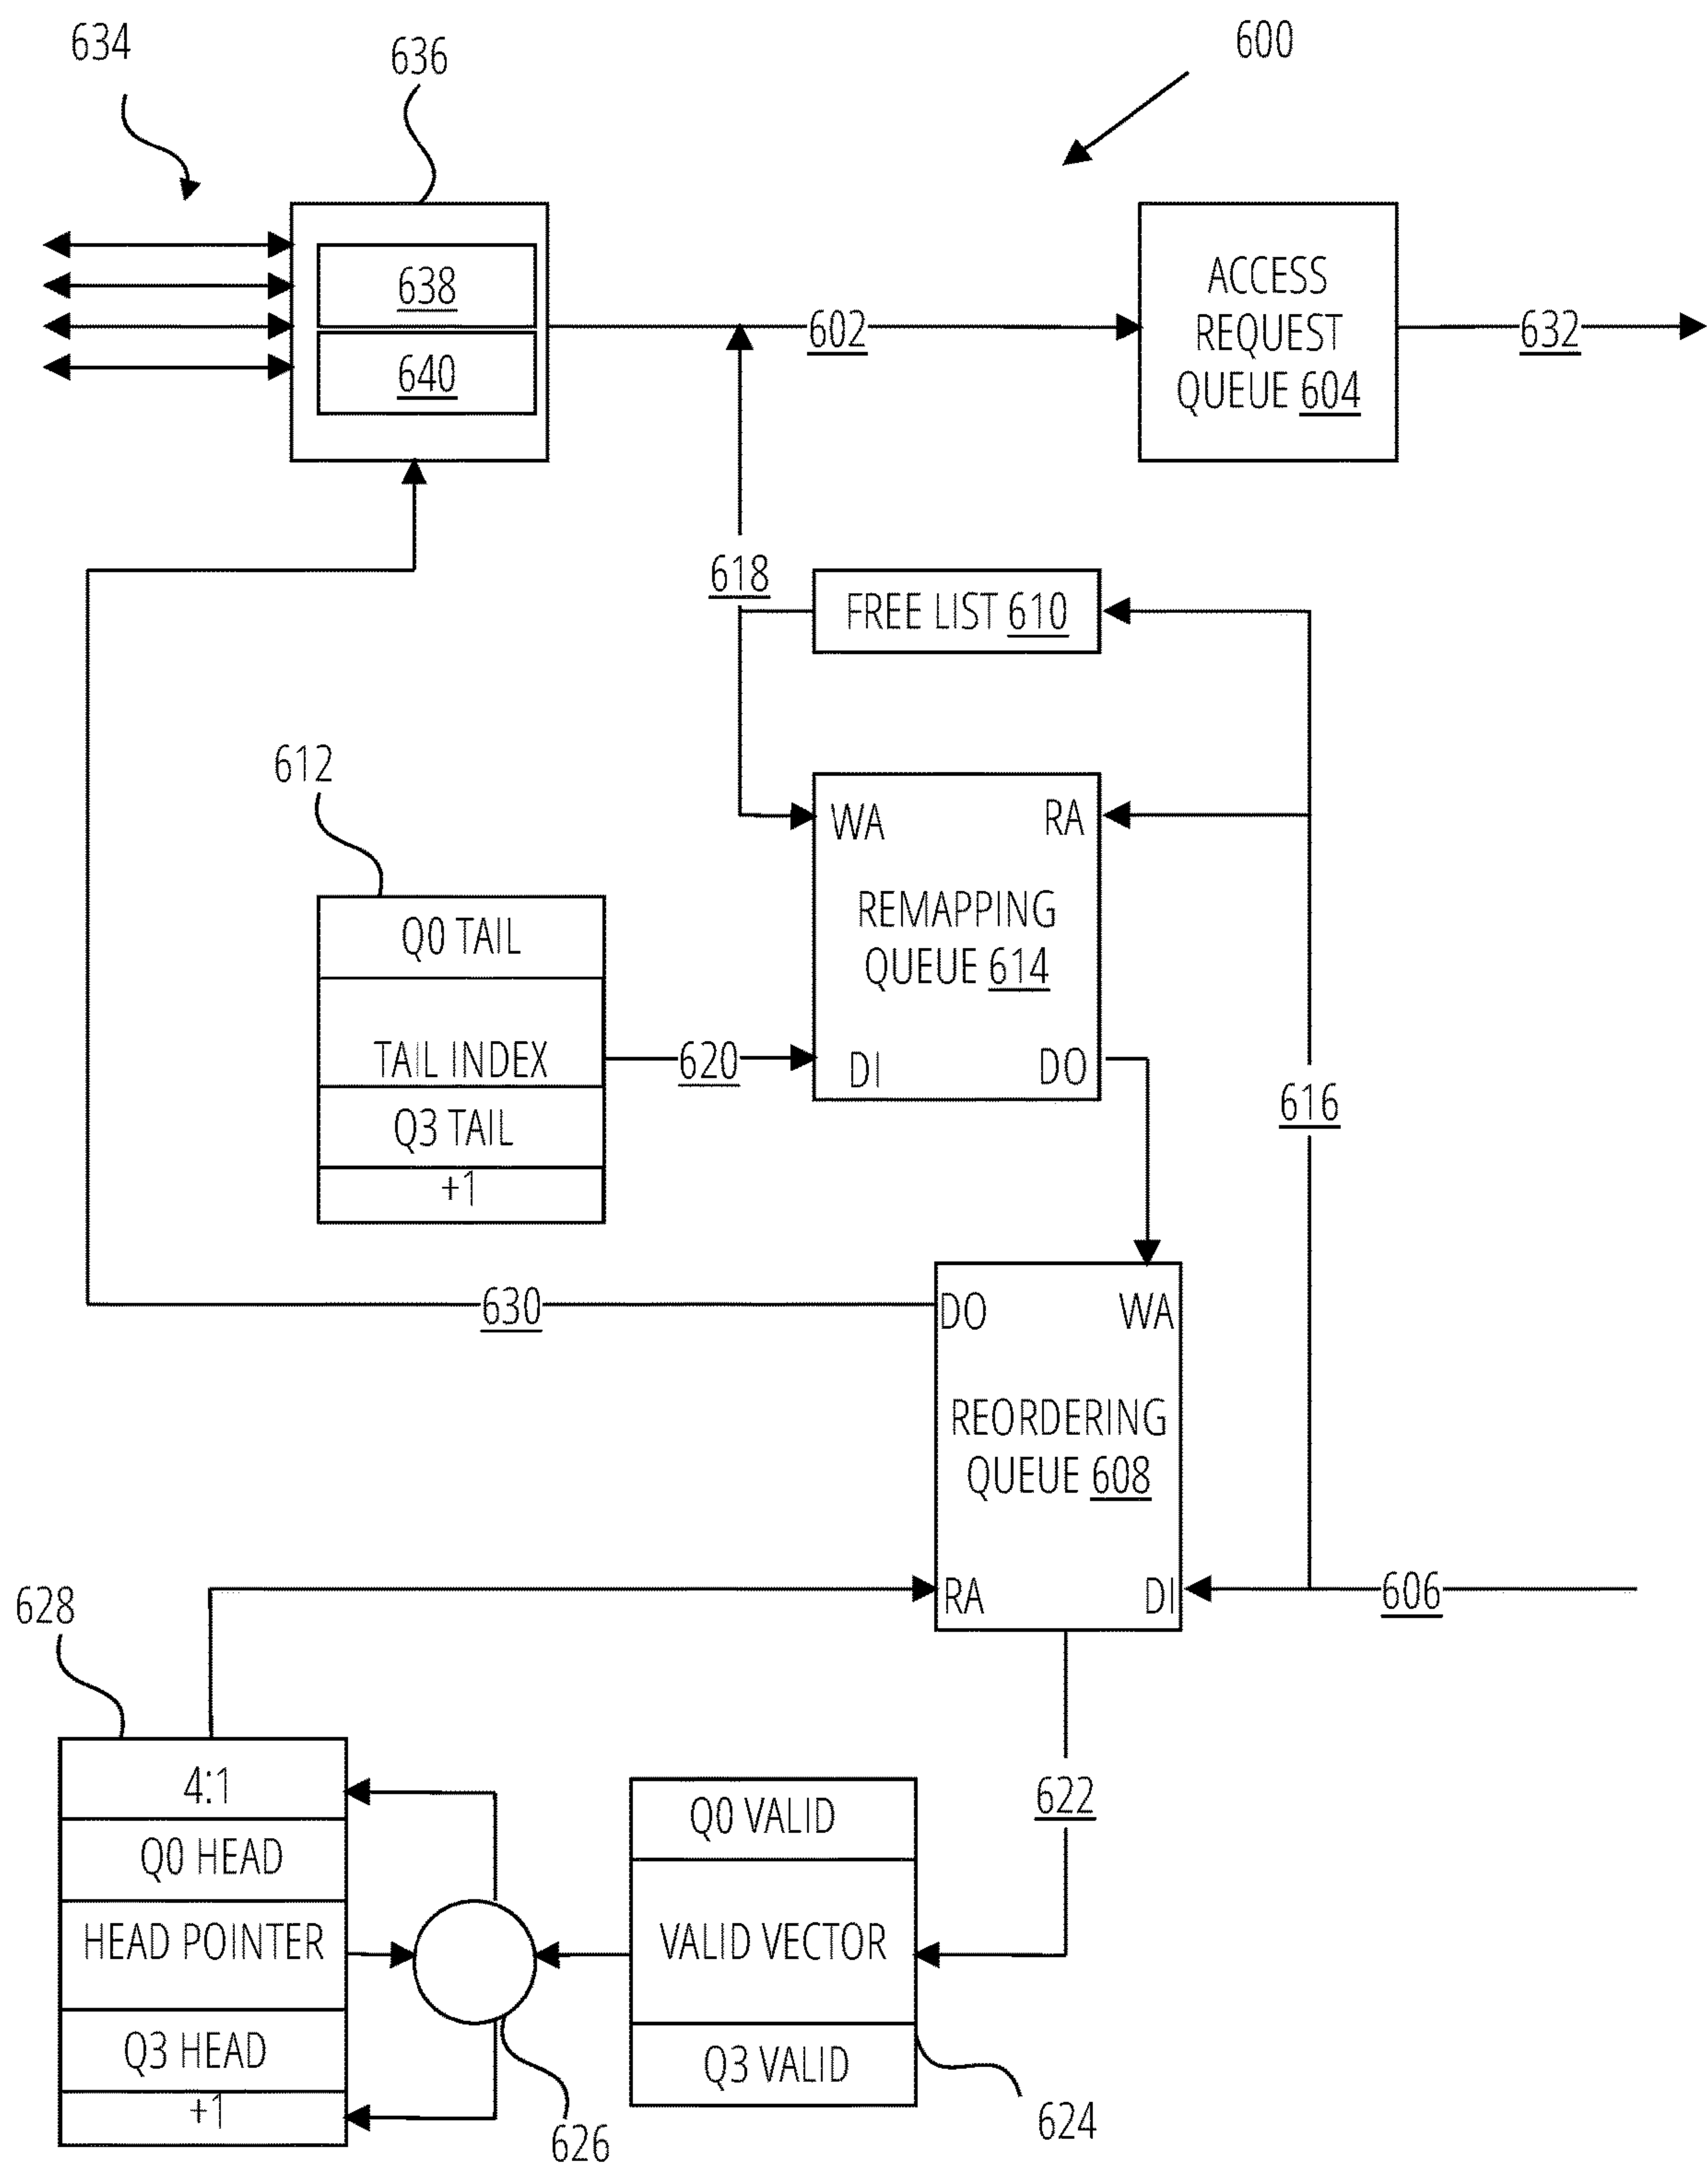 634
636
600
638
640
602
ACCESS
REQUEST
QUEUE 604
632
618
FREE LIST 610
612
WA
RA
REMAPPING
QUEUE 614
DI
DO
Q0 TAIL
TAIL INDEX
Q3 TAIL
+1
620
616
630
DO
WA
REORDERING
QUEUE 608
RA
DI
606
628
622
4:1
Q0 HEAD
HEAD POINTER
Q3 HEAD
+1
Q0 VALID
VALID VECTOR
Q3 VALID
626
624